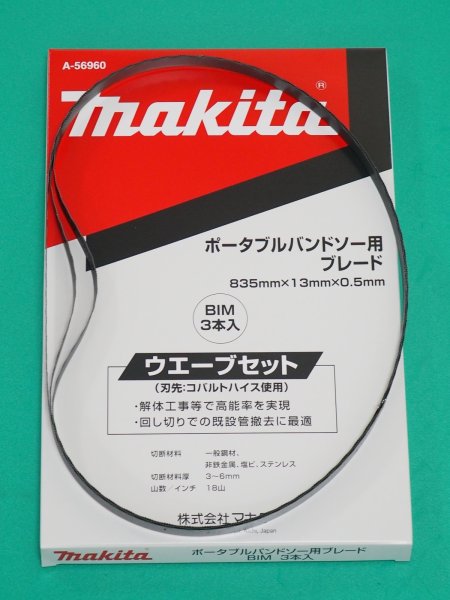 A-56960
makita®
ポータブルバンドソー用
ブレード
835mm×13mm×0.5mm
BIM
3本入
ウエーブセット
(刃先:コバルトハイス使用)
・解体工事等で高能率を実現
・回し切りでの既設管撤去に最適
切断材料 一般鋼材、
非鉄金属、塩ビ、ステンレス
切断材料厚 3〜6mm
山数/インチ 18山
株式会社マキタ
Japan
makita ポータブルバンドソー用ブレード
BIM 3本入